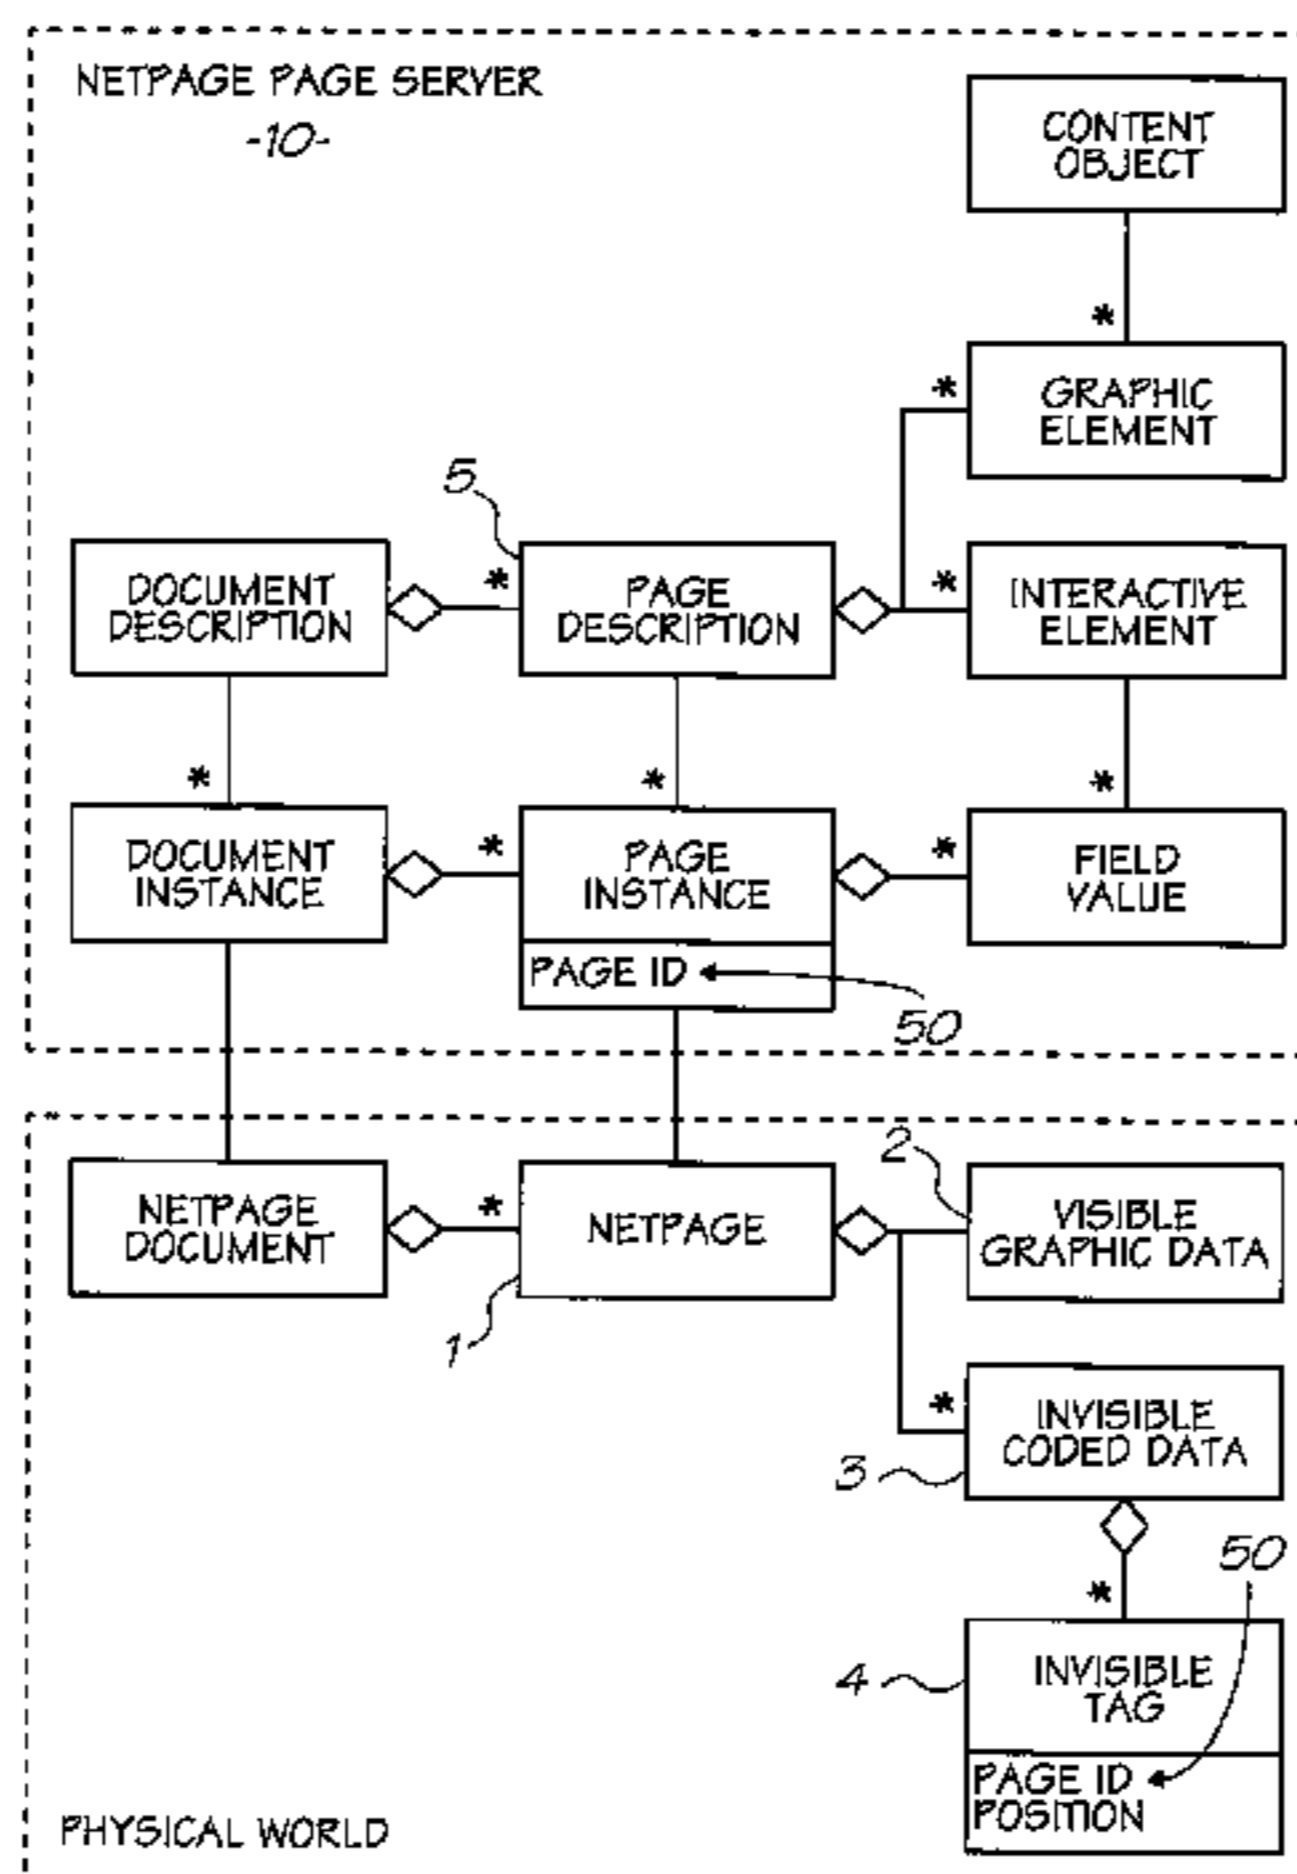 NETPAGE PAGE SERVER
-10-
CONTENT
OBJECT
*
*
GRAPHIC
ELEMENT
5
DOCUMENT
DESCRIPTION
*
PAGE
DESCRIPTION
*
INTERACTIVE
ELEMENT
*
*
*
DOCUMENT
INSTANCE
*
PAGE
INSTANCE
*
FIELD
VALUE
PAGE ID
50
NETPAGE
DOCUMENT
*
NETPAGE
1
2
VISIBLE
GRAPHIC DATA
*
INVISIBLE
CODED DATA
3
*
50
4
INVISIBLE
TAG
PAGE ID
POSITION
PHYSICAL WORLD